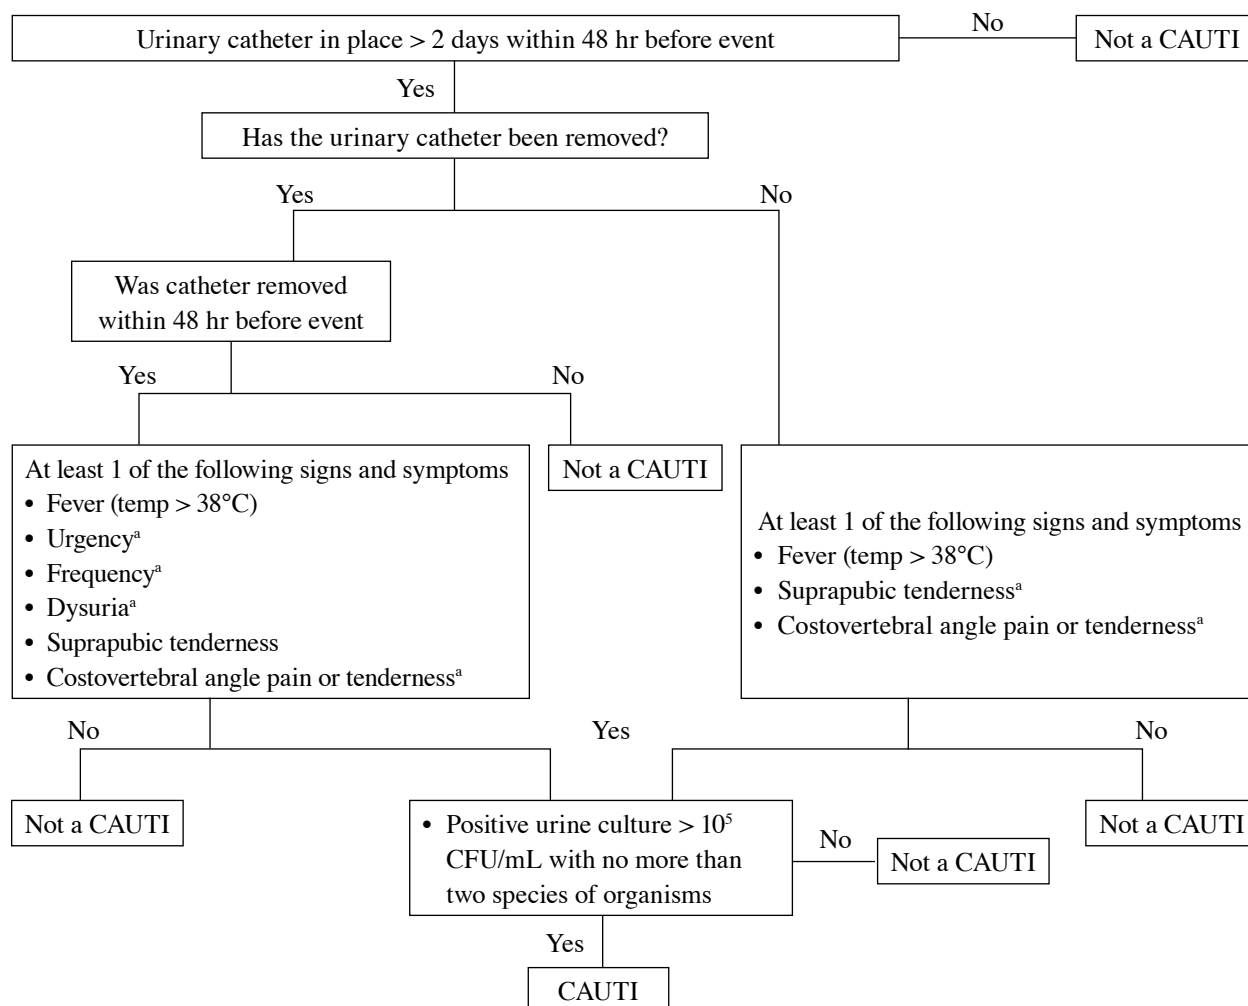 Urinary catheter in place > 2 days within 48 hr before event
No
Not a CAUTI
Yes
Has the urinary catheter been removed?
Yes
No
Was catheter removed
within 48 hr before event
Yes
No
At least 1 of the following signs and symptoms
• Fever (temp > 38°C)
• Urgencyᵃ
• Frequencyᵃ
• Dysuriaᵃ
• Suprapubic tenderness
• Costovertebral angle pain or tendernessᵃ
Not a CAUTI
At least 1 of the following signs and symptoms
• Fever (temp > 38°C)
• Suprapubic tendernessᵃ
• Costovertebral angle pain or tendernessᵃ
No
Yes
No
Not a CAUTI
• Positive urine culture > 10⁵
CFU/mL with no more than
two species of organisms
No
Not a CAUTI
Not a CAUTI
Yes
CAUTI